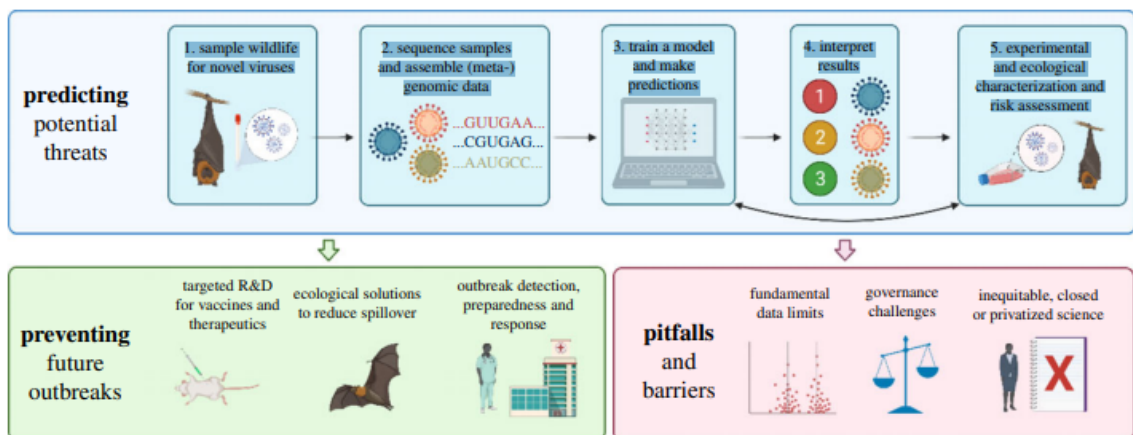 predicting
potential
threats
1. sample wildlife
for novel viruses
2. sequence samples
and assemble (meta-)
genomic data
...GUUGAA...
...CGUGAG...
...AAUGCC...
3. train a model
and make
predictions
4. interpret
results
1
2
3
5. experimental
and ecological
characterization and
risk assessment
preventing
future
outbreaks
targeted R&D
for vaccines and
therapeutics
ecological solutions
to reduce spillover
outbreak detection,
preparedness and
response
pitfalls
and
barriers
fundamental
data limits
governance
challenges
inequitable, closed
or privatized science
X